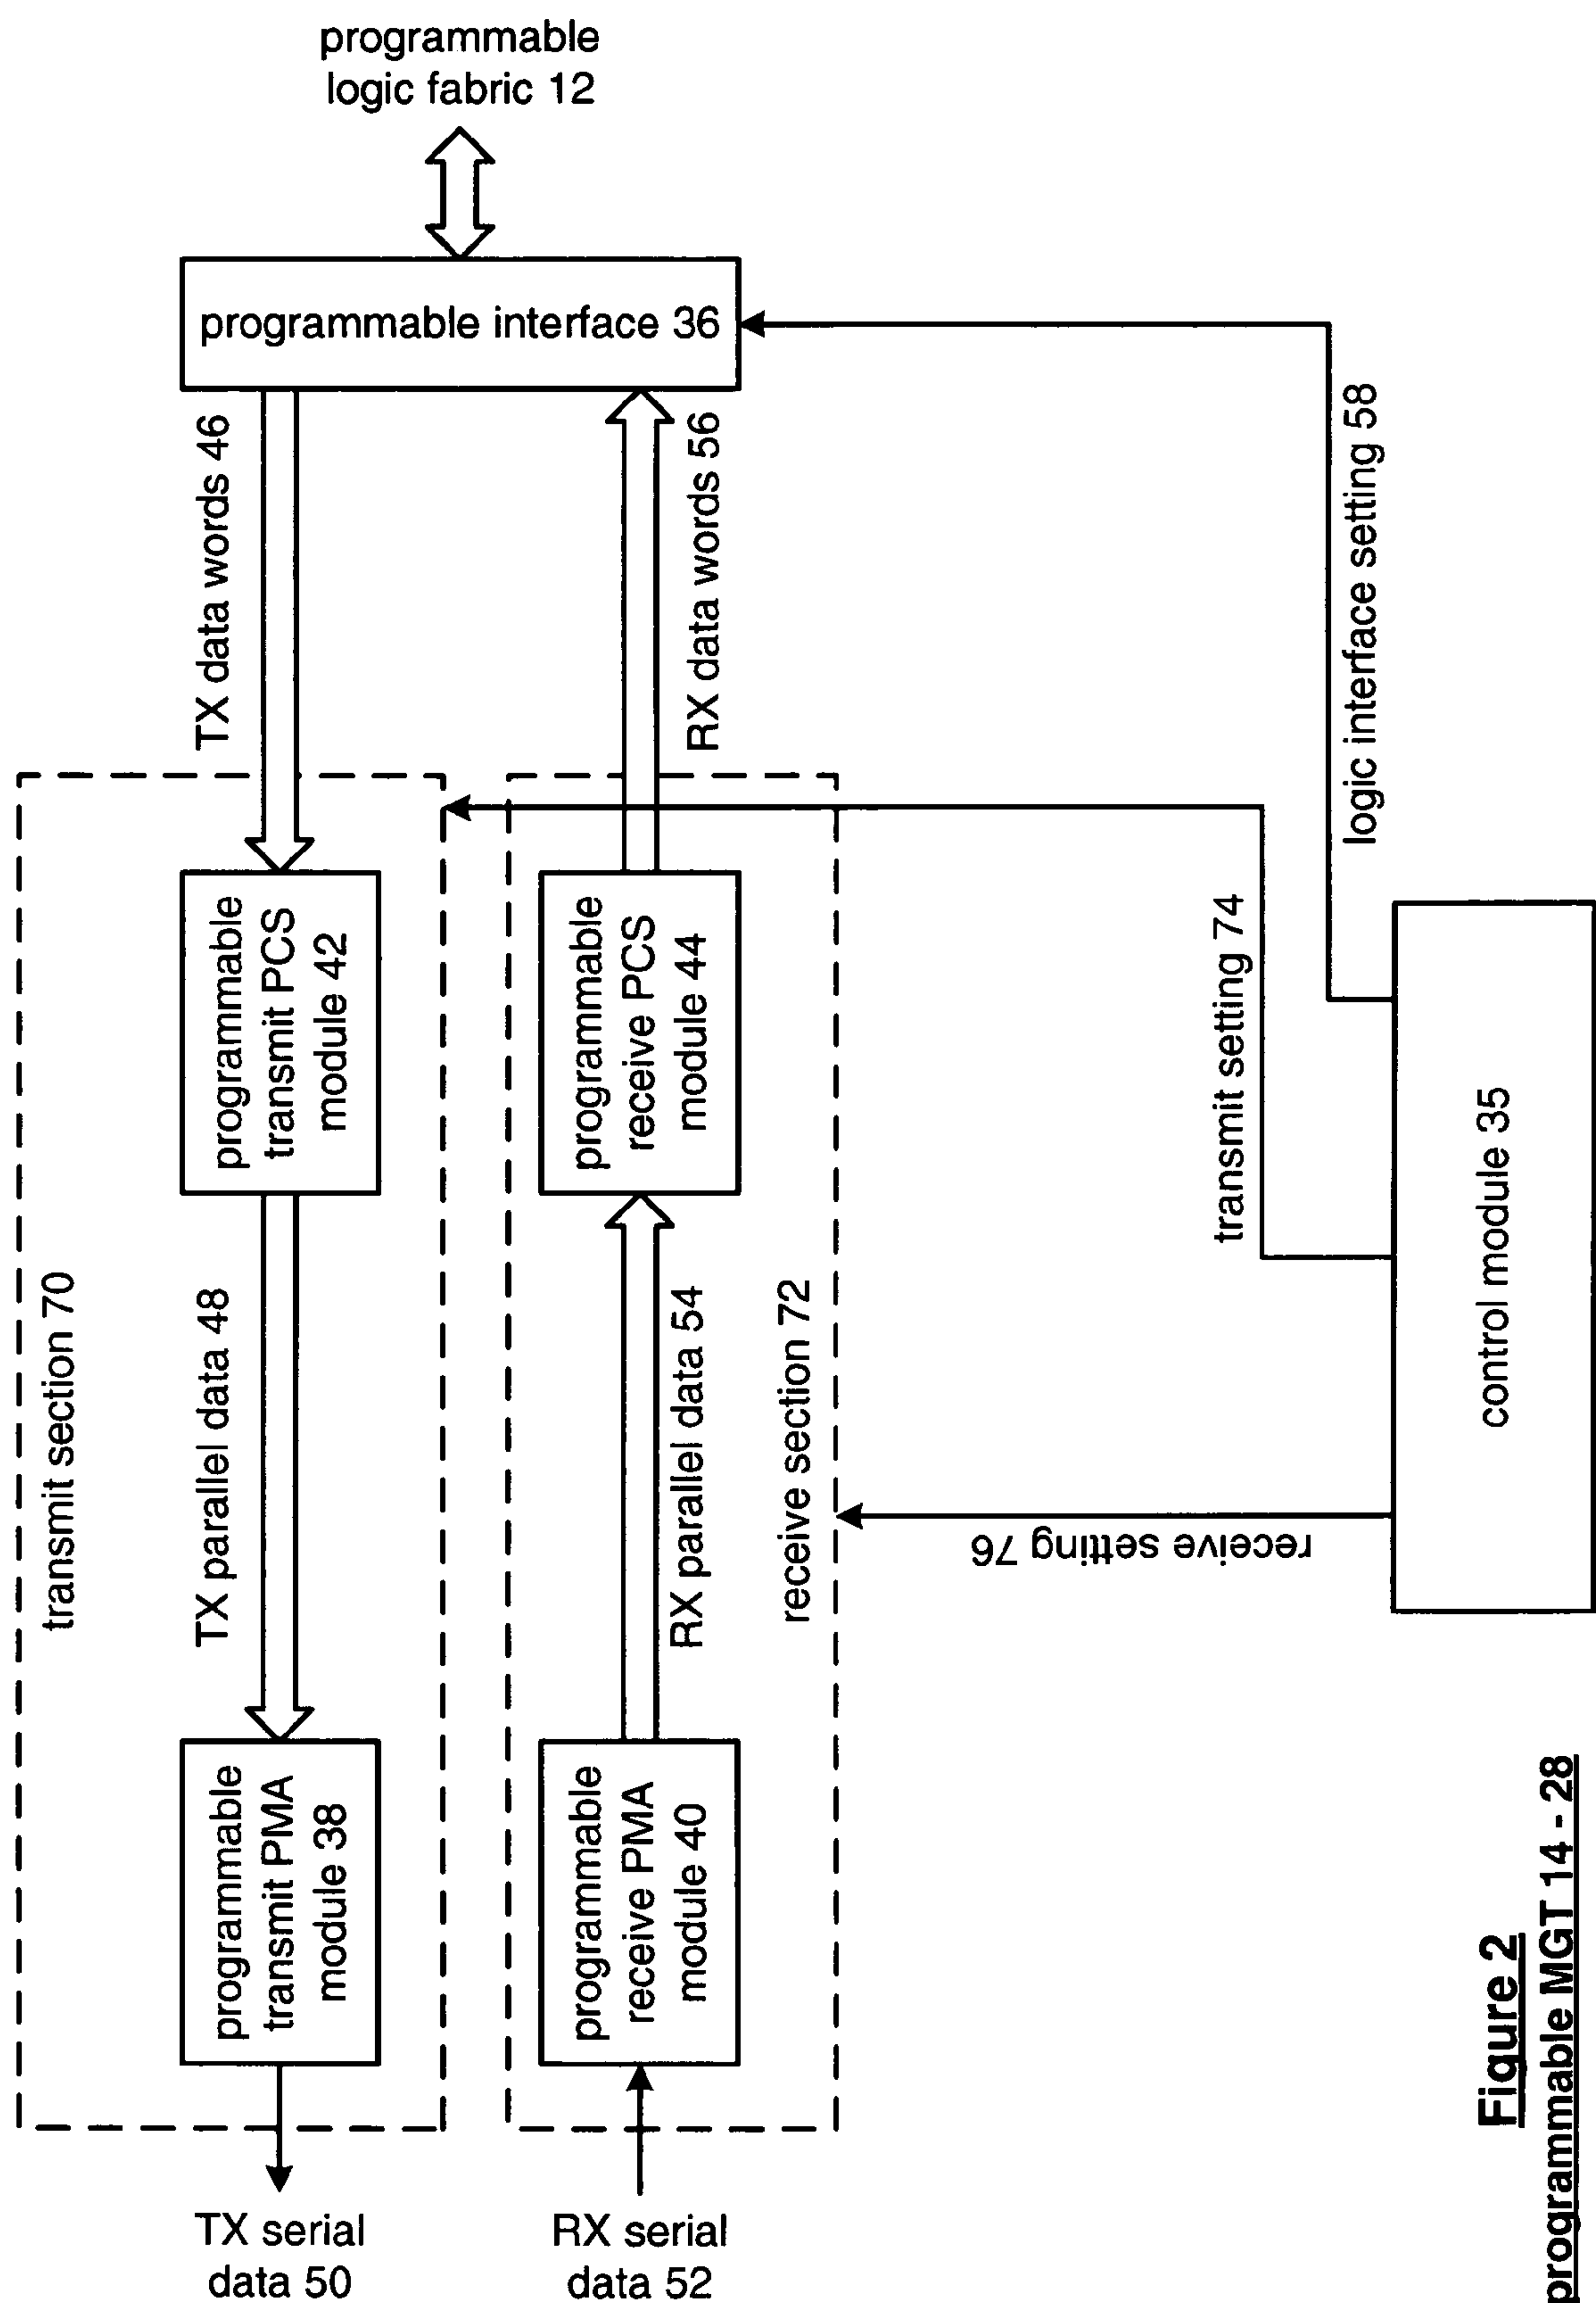 programmable
logic fabric 12
programmable interface 36
TX data words 46
RX data words 56
logic interface setting 58
transmit section 70
programmable
transmit PCS
module 42
programmable
receive PCS
module 44
transmit setting 74
TX parallel data 48
RX parallel data 54
receive section 72
receive setting 76
control module 35
programmable
transmit PMA
module 38
programmable
receive PMA
module 40
TX serial
data 50
RX serial
data 52
Figure 2
programmable MGT 14 - 28